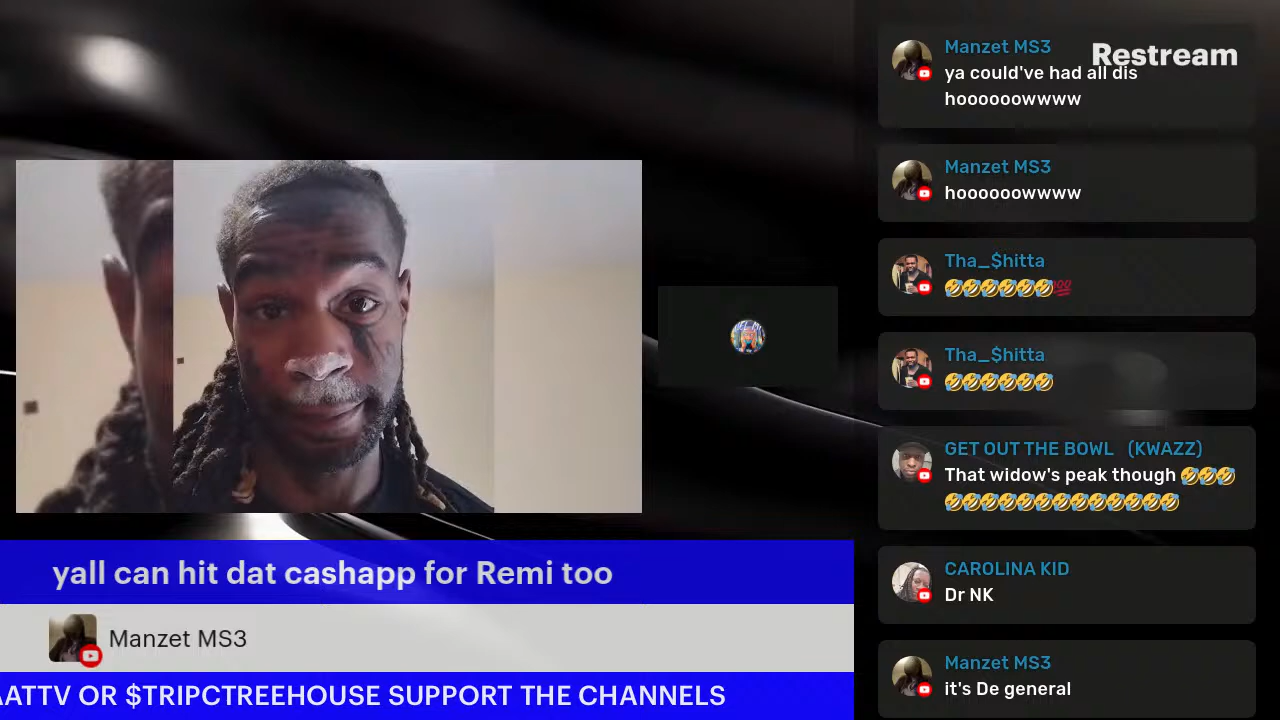 Restream
Manzet MS3
ya could've had all dis
hoooooowwww
Manzet MS3
hoooooowwww
Tha_$hitta
🤣🤣🤣🤣🤣🤣💯
Tha_$hitta
🤣🤣🤣🤣🤣🤣
GET OUT THE BOWL (KWAZZ)
That widow's peak though 🤣🤣🤣
🤣🤣🤣🤣🤣🤣🤣🤣🤣🤣🤣🤣🤣
CAROLINA KID
Dr NK
Manzet MS3
it's De general
yall can hit dat cashapp for Remi too
Manzet MS3
AATTV OR $TRIPCTREEHOUSE SUPPORT THE CHANNELS